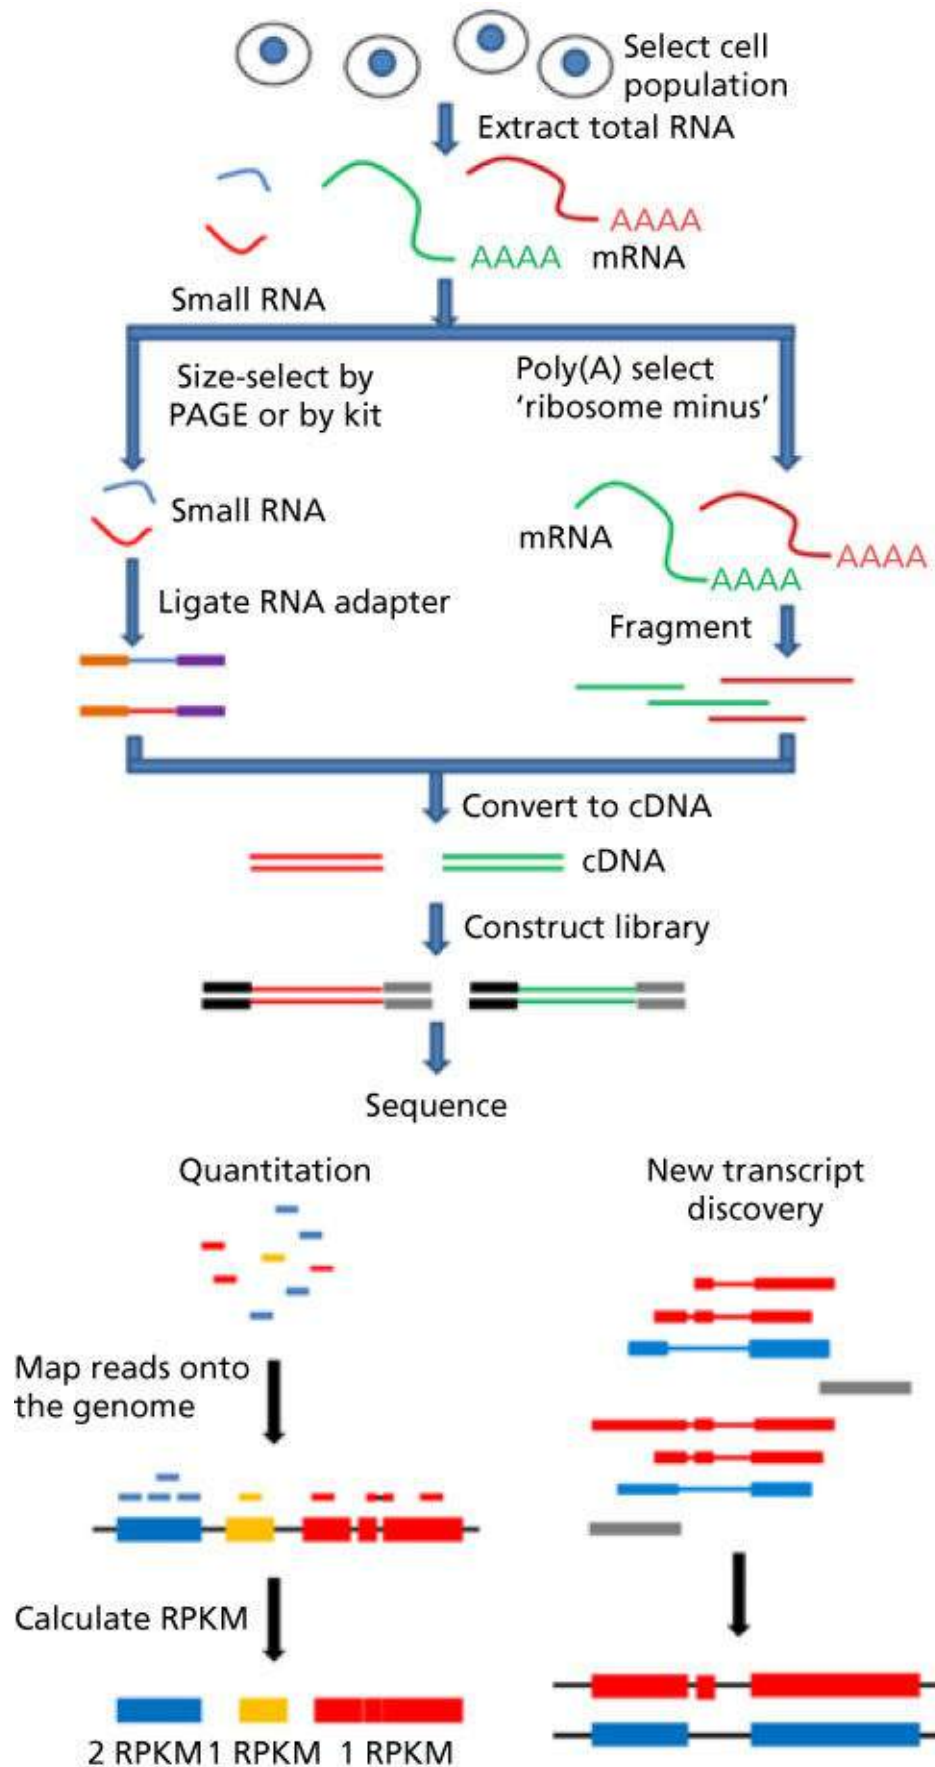 Select cell
population
Extract total RNA
AAAA
AAAA mRNA
Small RNA
Size-select by
PAGE or by kit
Poly(A) select
‘ribosome minus’
Small RNA
mRNA
AAAA
AAAA
Ligate RNA adapter
Fragment
Convert to cDNA
cDNA
Construct library
Sequence
Quantitation
New transcript
discovery
Map reads onto
the genome
Calculate RPKM
2 RPKM 1 RPKM 1 RPKM